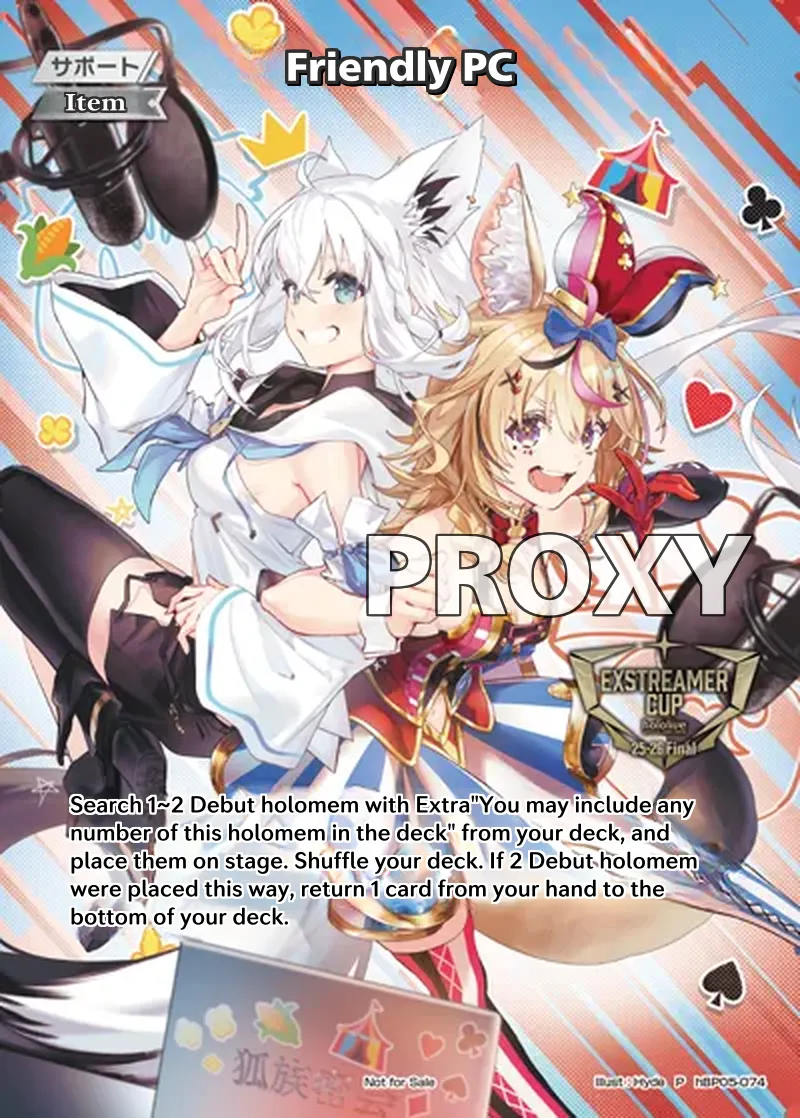 サポート
Friendly PC
Item
PROXY
EXSTREAMER
CUP
hololive
25-26 Final
Search 1~2 Debut holomem with Extra"You may include any
number of this holomem in the deck" from your deck, and
place them on stage. Shuffle your deck. If 2 Debut holomem
were placed this way, return 1 card from your hand to the
bottom of your deck.
狐族密会
Not for Sale
Illust : Hyde P hBP05-074